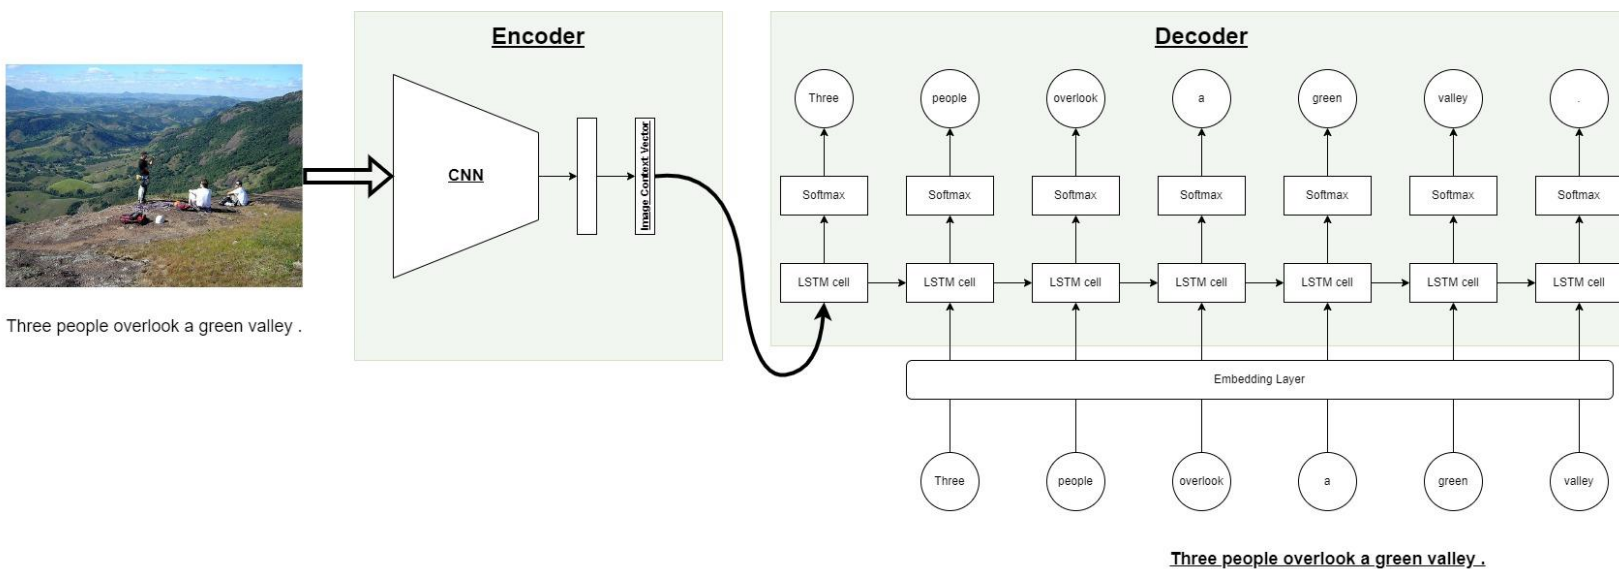 Encoder
Decoder
Three people overlook a green valley .
CNN
Image Context Vector
Three people overlook a green valley .
Softmax Softmax Softmax Softmax Softmax Softmax Softmax
LSTM cell LSTM cell LSTM cell LSTM cell LSTM cell LSTM cell LSTM cell
Embedding Layer
Three people overlook a green valley
Three people overlook a green valley .